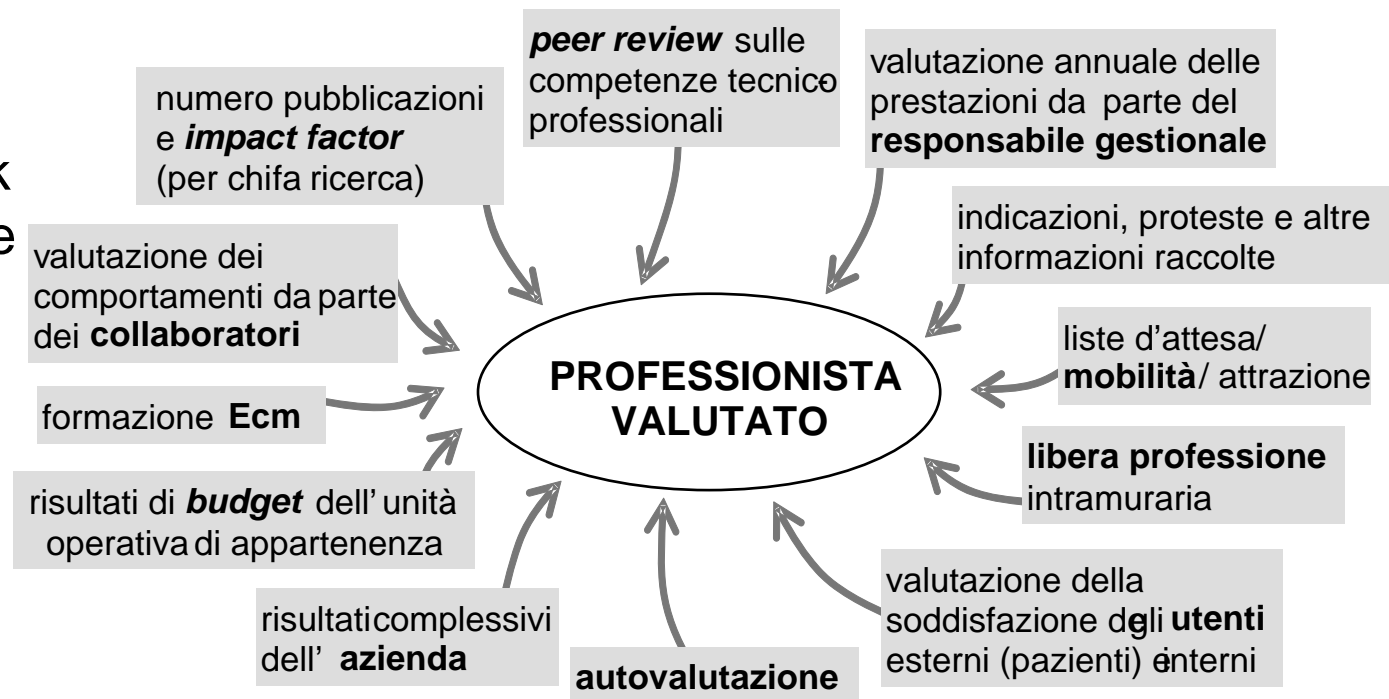 peer review sulle
competenze tecnico-
professionali
valutazione annuale delle
prestazioni da parte del
responsabile gestionale
numero pubblicazioni
e impact factor
(per chifa ricerca)
k
e
indicazioni, proteste e altre
informazioni raccolte
valutazione dei
comportamenti da parte
dei collaboratori
liste d'attesa/
mobilità/ attrazione
PROFESSIONISTA
VALUTATO
formazione Ecm
libera professione
intramuraria
risultati di budget dell'unità
operativa di appartenenza
valutazione della
soddisfazione degli utenti
esterni (pazienti) e interni
risultati complessivi
dell' azienda
autovalutazione